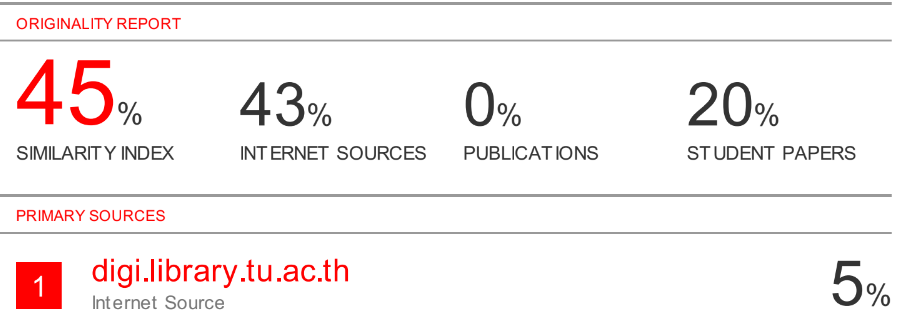 ORIGINALITY REPORT
45% 43% 0% 20%
SIMILARITY INDEX INTERNET SOURCES PUBLICATIONS STUDENT PAPERS
PRIMARY SOURCES
1 digi.library.tu.ac.th 5%
Internet Source